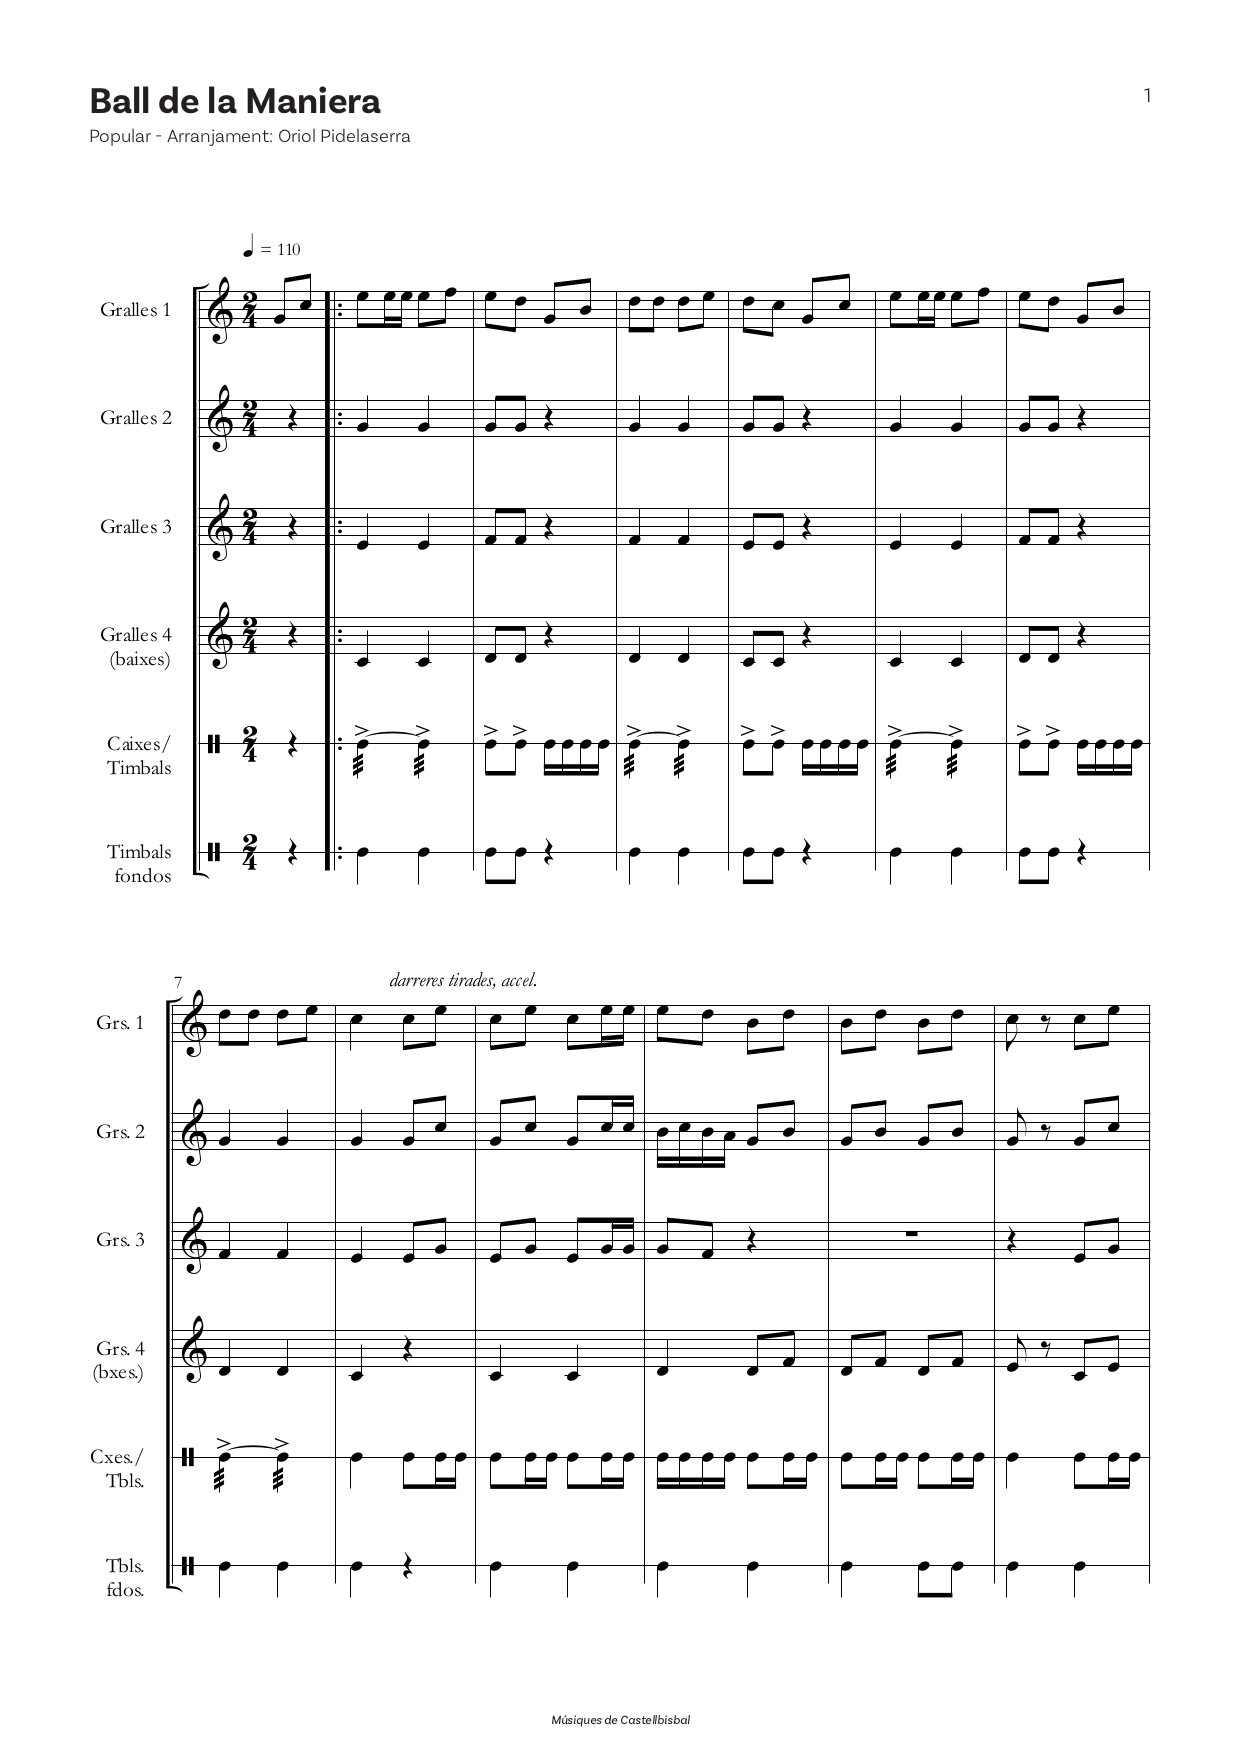 Ball de la Maniera
1
Popular - Arranjament: Oriol Pidelaserra
= 110
Gralles 1
Gralles 2
Gralles 3
Gralles 4
(baixes)
Caixes/
Timbals
Timbals
fondos
7
darreres tirades, accel.
Grs. 1
Grs. 2
Grs. 3
Grs. 4
(bxes.)
Cxes./
Tbls.
Tbls.
fdos.
Músiques de Castellbisbal